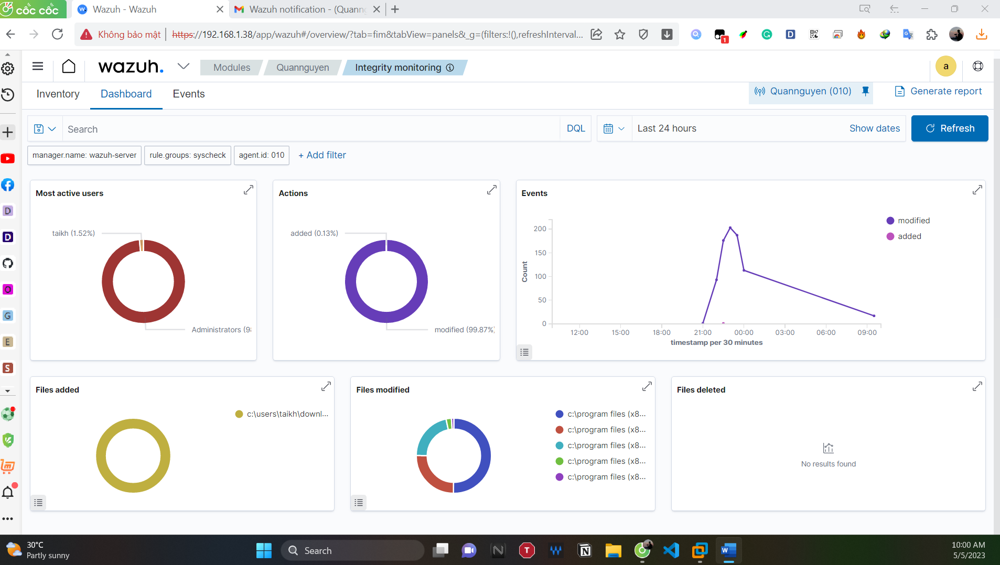 cốc cốc
Wazuh - Wazuh
Wazuh notification - (Quann
Không bảo mật
https://192.168.1.38/app/wazuh#/overview/?tab=fim&tabView=panels&_g=(filters:!(),refreshInterval...
1
wazuh.
Modules
Quannguyen
Integrity monitoring
a
Inventory
Dashboard
Events
Quannguyen (010)
Generate report
Search
DQL
Last 24 hours
Show dates
Refresh
manager.name: wazuh-server
rule.groups: syscheck
agent.id: 010
+ Add filter
Most active users
taikh (1.52%)
Administrators (98
Actions
added (0.13%)
modified (99.87%)
Events
Count
200
150
100
50
0
12:00
15:00
18:00
21:00
00:00
03:00
06:00
09:00
timestamp per 30 minutes
modified
added
Files added
c:\users\taikh\downl...
Files modified
c:\program files (x8...
c:\program files (x8...
c:\program files (x8...
c:\program files (x8...
c:\program files (x8...
Files deleted
No results found
D
D
O
G
E
S
30°C
Partly sunny
Search
10:00 AM
5/5/2023